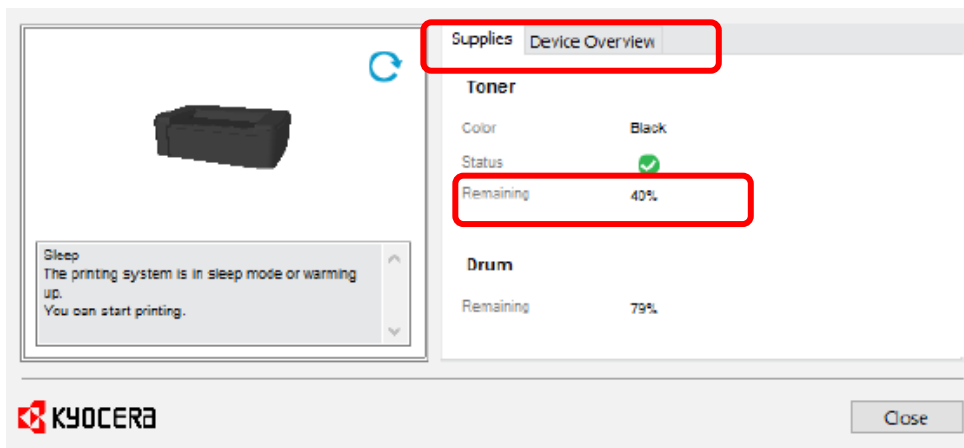 Supplies Device Overview
Toner
Color Black
Status
Remaining 40%
Drum
Remaining 79%
Sleep
The printing system is in sleep mode or warming
up.
You can start printing.
KYOCERA
Close